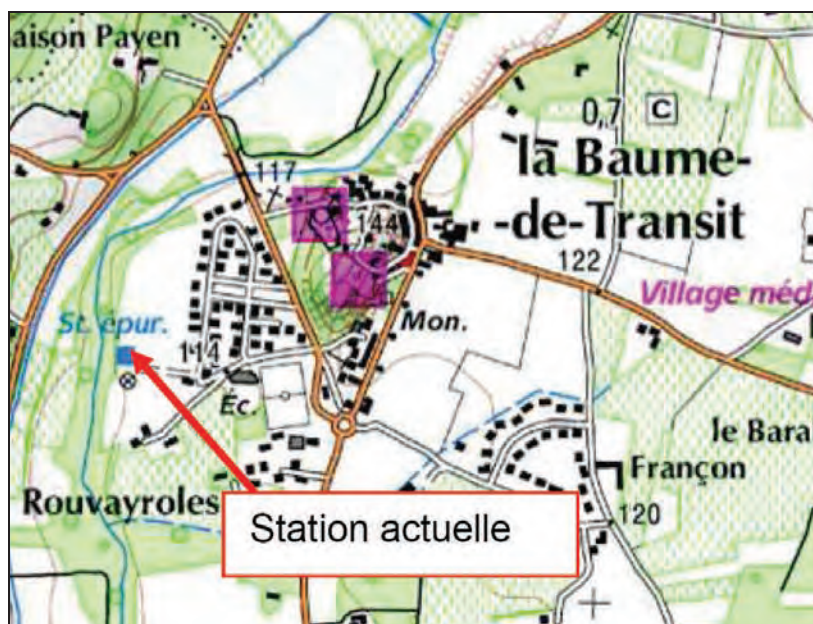 aison Payen
117
0,7 C
la Baume-
-de-Transit
144
122
Village méd
St. épur.
Mon.
114
Éc.
le Bara
Françon
Rouvayroles
Station actuelle
120